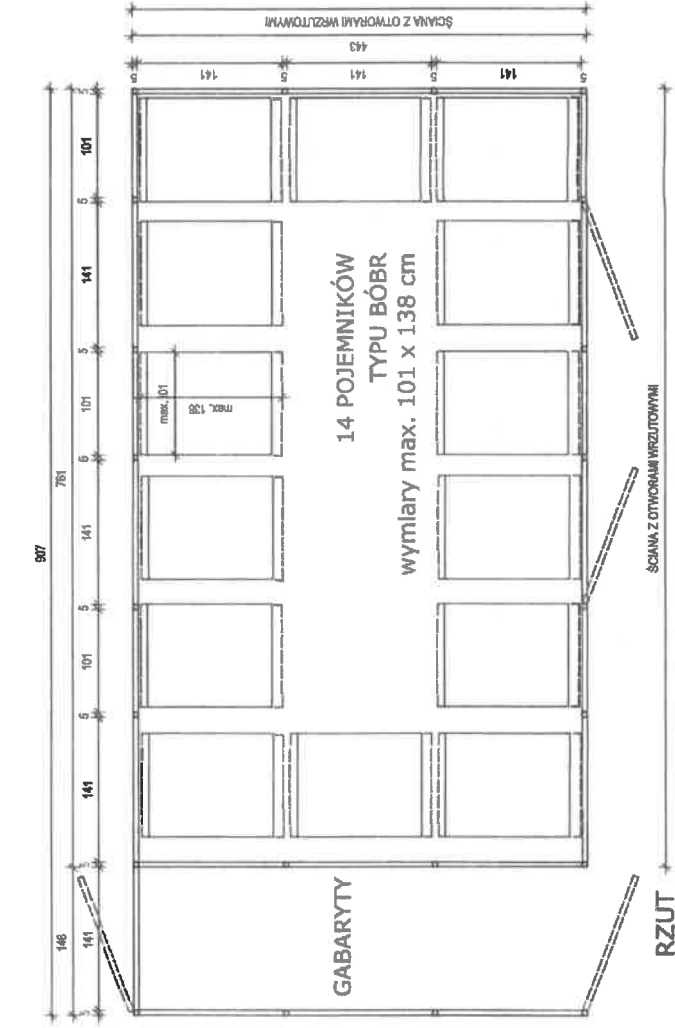 907
146
761
5 141 5 141 5 101 5 141 5 101 5 141 5 101 5
max. 101
max. 138
14 POJEMNIKÓW
TYPU BÓBR
wymiary max. 101 x 138 cm
GABARYTY
5 141 5 141 5 141 5
443
ŚCIANA Z OTWORAMI WRZUTOWYMI
ŚCIANA Z OTWORAMI WRZUTOWYMI
RZUT